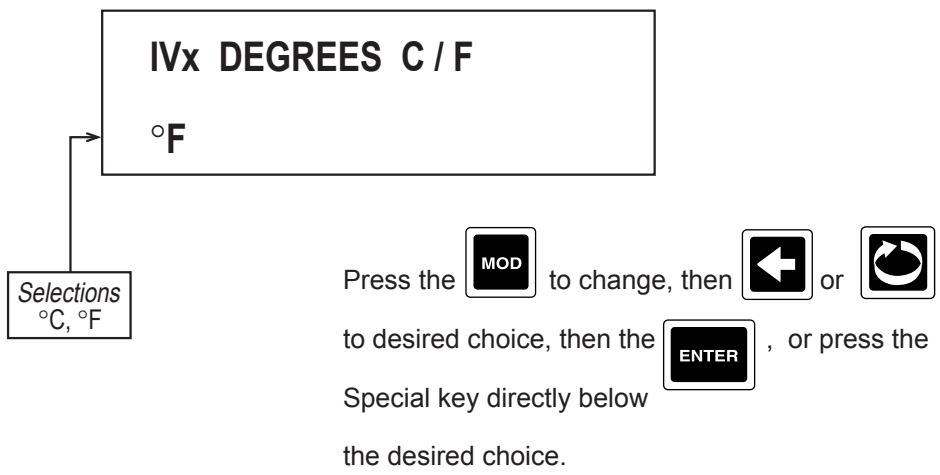 IVx DEGREES C / F
°F
Selections
°C, °F
Press the MOD to change, then or
to desired choice, then the ENTER , or press the
Special key directly below
the desired choice.